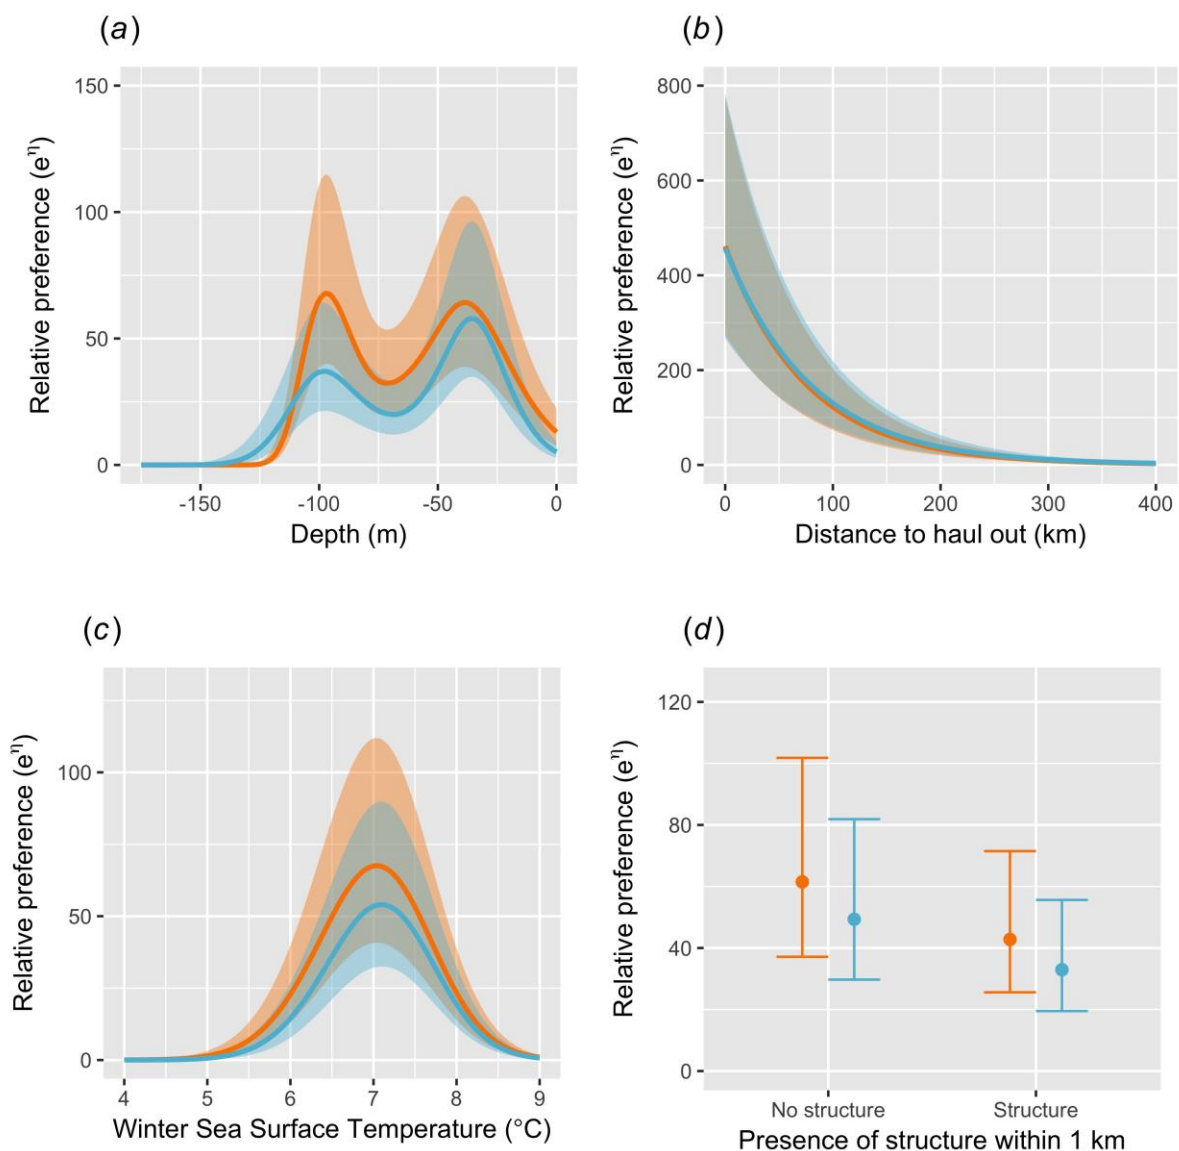 (a)
Relative preference (eη)
150
100
50
0
-150 -100 -50 0
Depth (m)
(b)
Relative preference (eη)
800
600
400
200
0
0 100 200 300 400
Distance to haul out (km)
(c)
Relative preference (eη)
100
50
0
4 5 6 7 8 9
Winter Sea Surface Temperature (°C)
(d)
Relative preference (eη)
120
80
40
0
No structure Structure
Presence of structure within 1 km